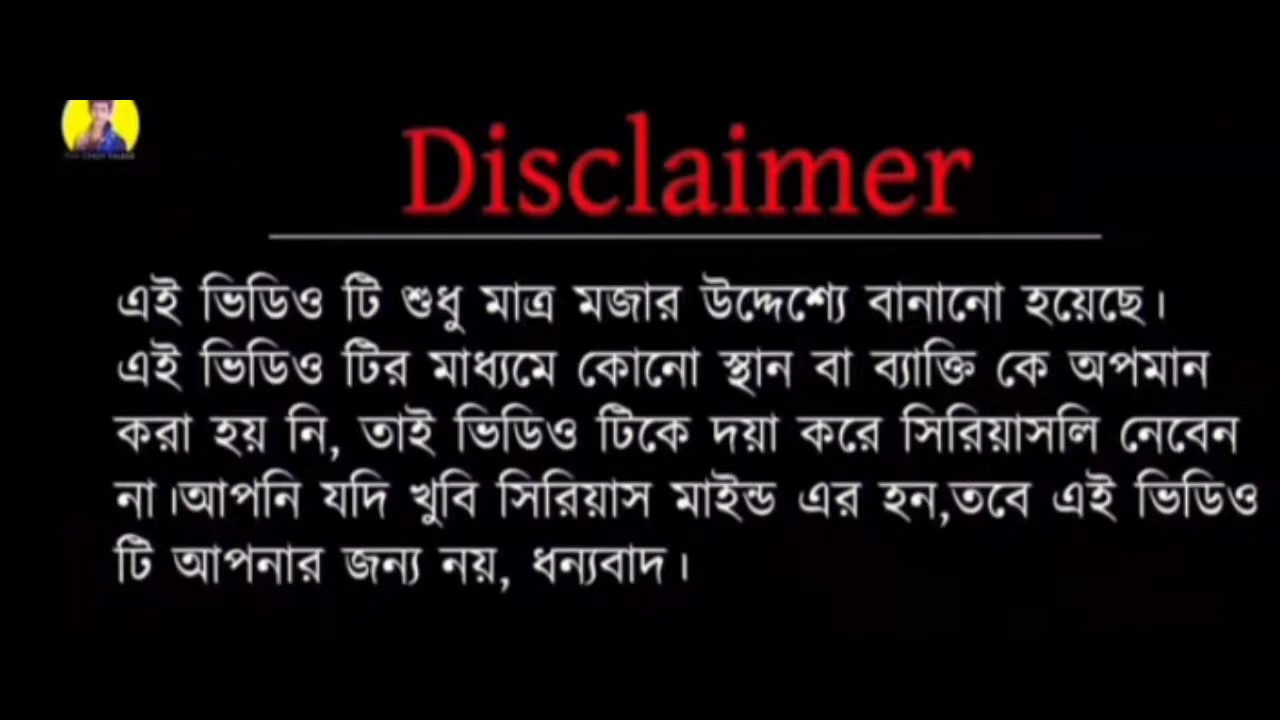 Disclaimer
এই ভিডিও টি শুধু মাত্র মজার উদ্দেশ্যে বানানো হয়েছে।
এই ভিডিও টির মাধ্যমে কোনো স্থান বা ব্যাক্তি কে অপমান
করা হয় নি, তাই ভিডিও টিকে দয়া করে সিরিয়াসলি নেবেন
না।আপনি যদি খুবি সিরিয়াস মাইন্ড এর হন,তবে এই ভিডিও
টি আপনার জন্য নয়, ধন্যবাদ।